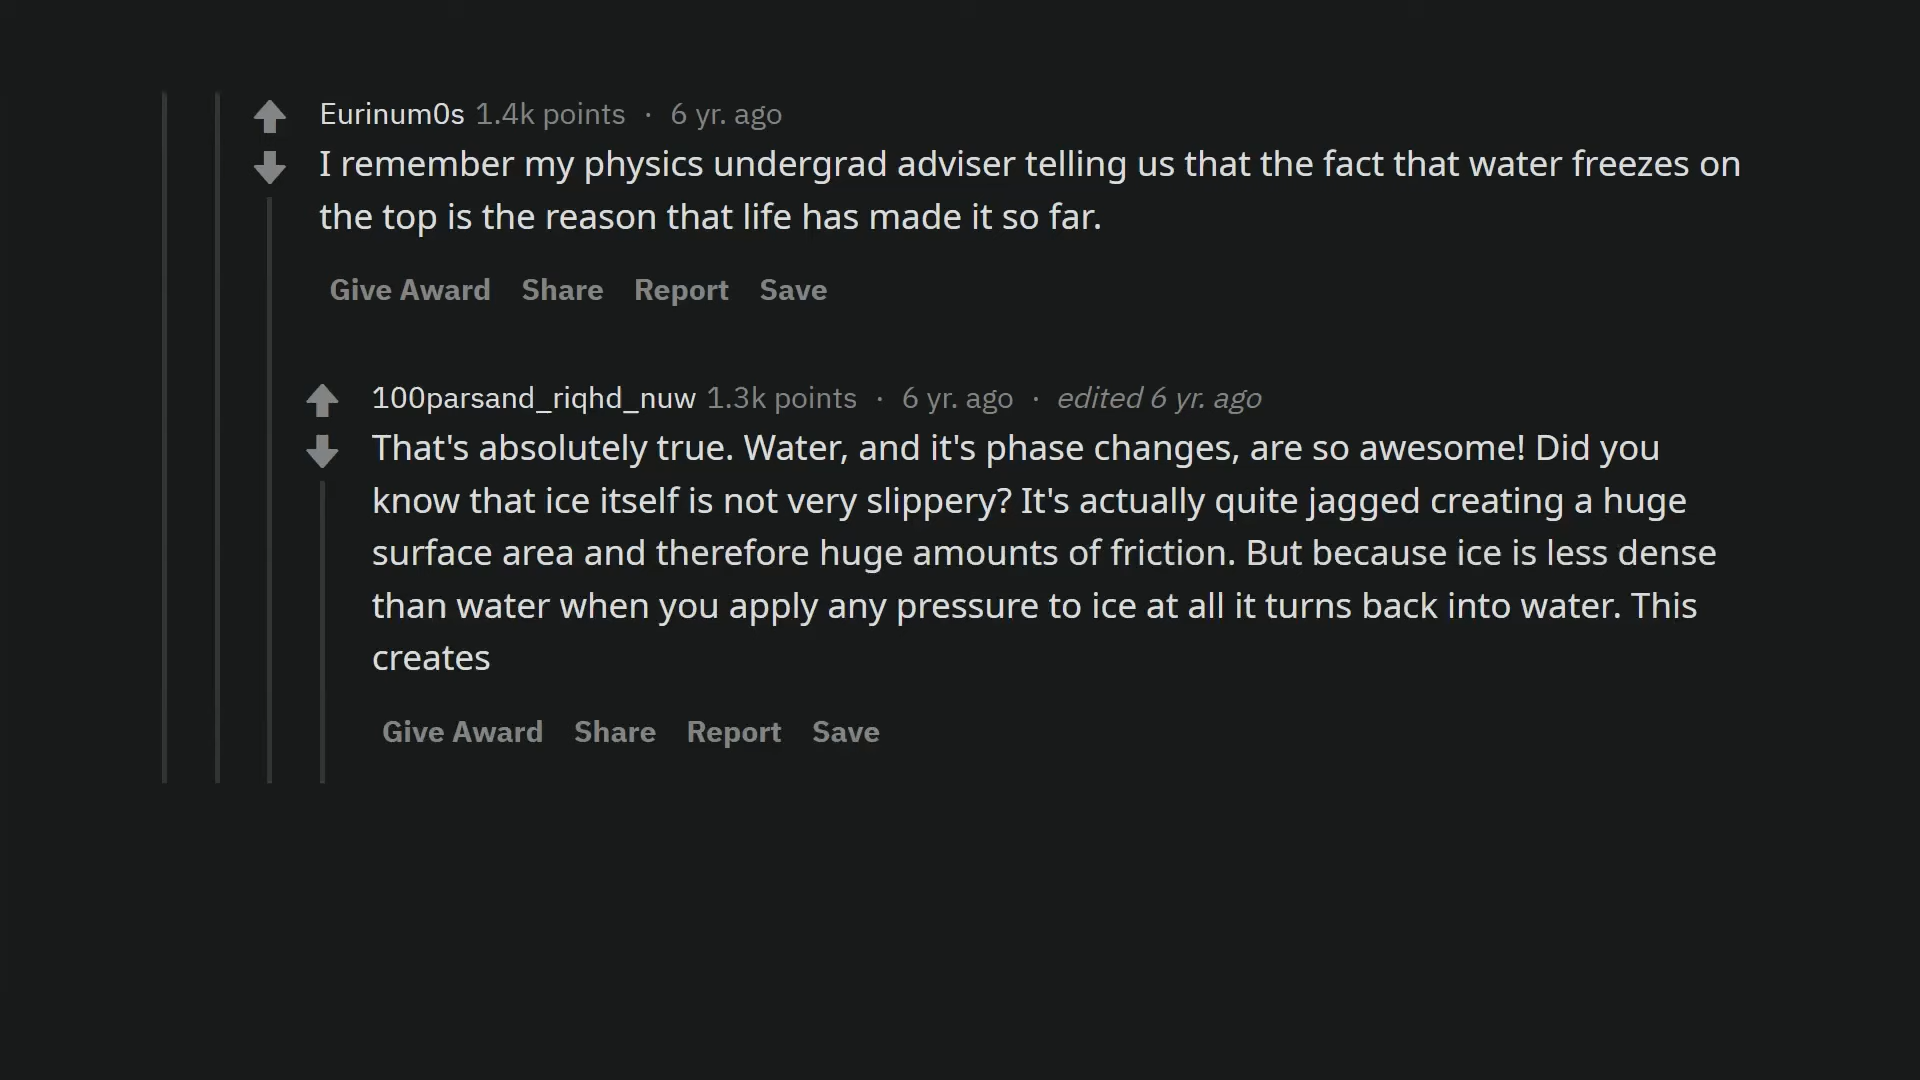 Eurinum0s 1.4k points · 6 yr. ago
I remember my physics undergrad adviser telling us that the fact that water freezes on
the top is the reason that life has made it so far.
Give Award Share Report Save
100parsand_riqhd_nuw 1.3k points · 6 yr. ago · edited 6 yr. ago
That's absolutely true. Water, and it's phase changes, are so awesome! Did you
know that ice itself is not very slippery? It's actually quite jagged creating a huge
surface area and therefore huge amounts of friction. But because ice is less dense
than water when you apply any pressure to ice at all it turns back into water. This
creates
Give Award Share Report Save